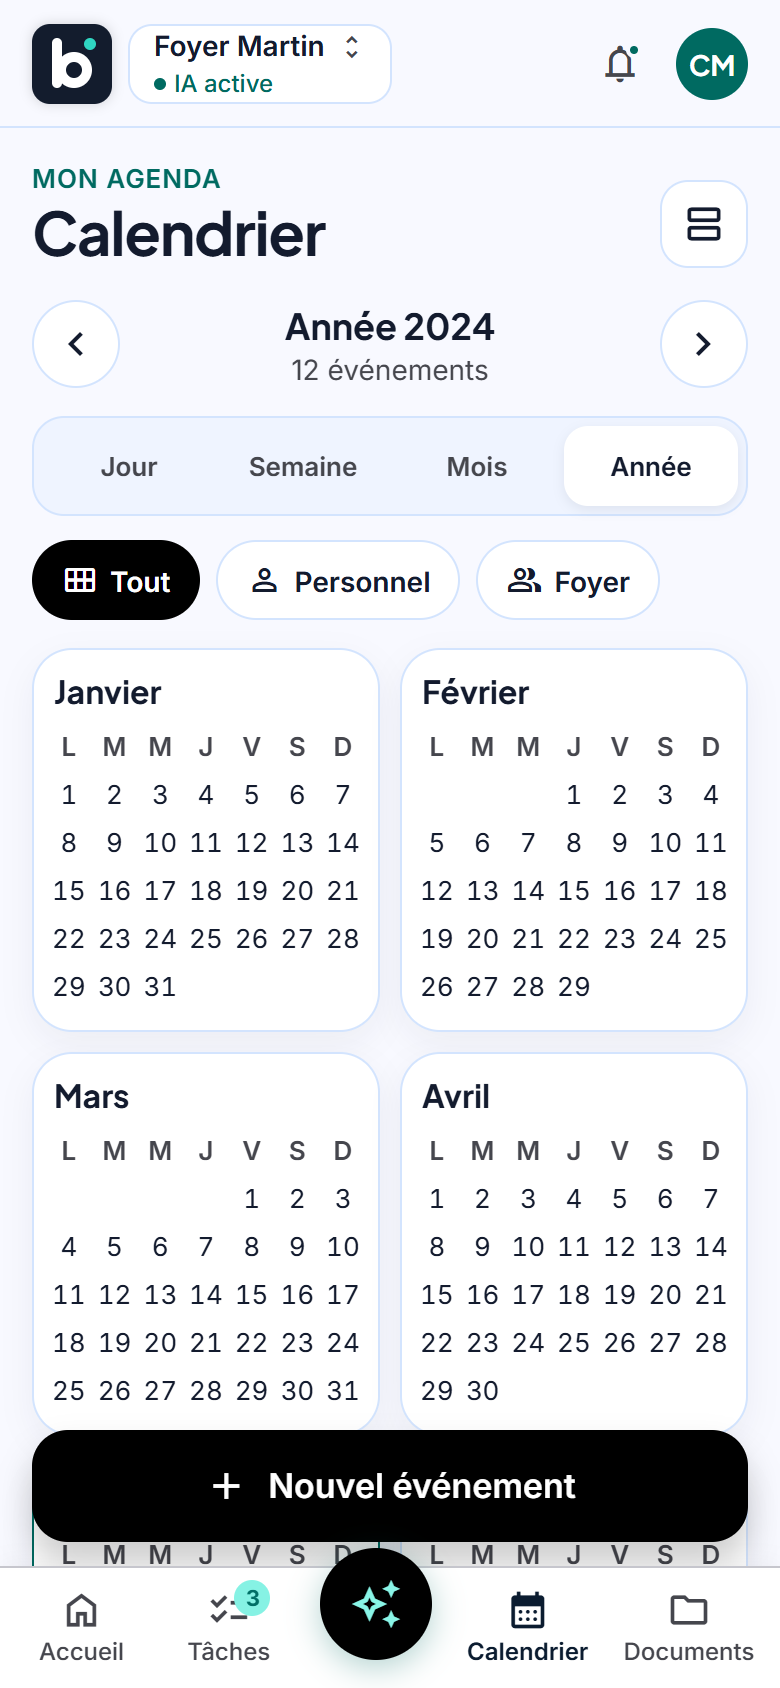 b
Foyer Martin
IA active
CM
MON AGENDA
Calendrier
Année 2024
12 événements
Jour Semaine Mois Année
Tout Personnel Foyer
Janvier
L M M J V S D
1 2 3 4 5 6 7
8 9 10 11 12 13 14
15 16 17 18 19 20 21
22 23 24 25 26 27 28
29 30 31
Février
L M M J V S D
1 2 3 4
5 6 7 8 9 10 11
12 13 14 15 16 17 18
19 20 21 22 23 24 25
26 27 28 29
Mars
L M M J V S D
1 2 3
4 5 6 7 8 9 10
11 12 13 14 15 16 17
18 19 20 21 22 23 24
25 26 27 28 29 30 31
Avril
L M M J V S D
1 2 3 4 5 6 7
8 9 10 11 12 13 14
15 16 17 18 19 20 21
22 23 24 25 26 27 28
29 30
Nouvel événement
L M M J V S D
L M M J V S D
3
Accueil Tâches Calendrier Documents